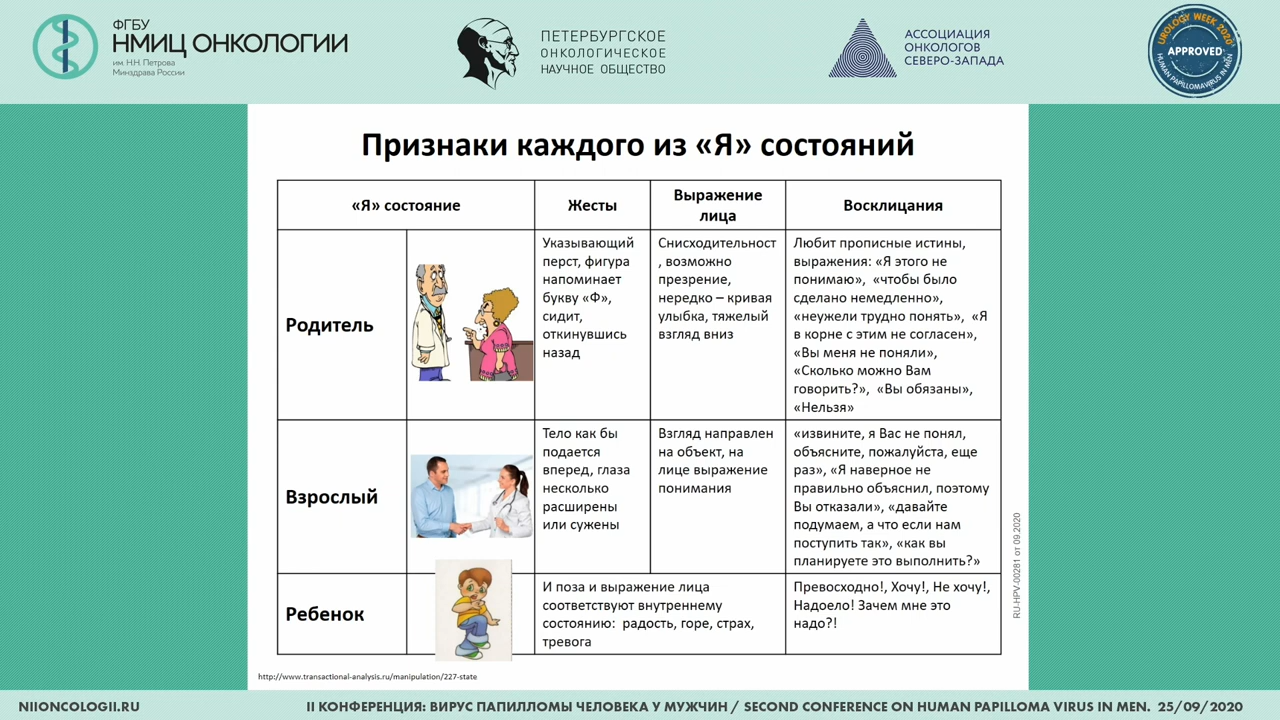 ФГБУ
НМИЦ ОНКОЛОГИИ
им. Н.Н. Петрова
Минздрава России
ПЕТЕРБУРГСКОЕ
ОНКОЛОГИЧЕСКОЕ
НАУЧНОЕ ОБЩЕСТВО
АССОЦИАЦИЯ
ОНКОЛОГОВ
СЕВЕРО-ЗАПАДА
UROLOGY WEEK 2020
APPROVED
HUMAN PAPILLOMAVIRUS IN MEN
Признаки каждого из «Я» состояний
«Я» состояние
Жесты
Выражение
лица
Восклицания
Родитель
Указывающий
перст, фигура
напоминает
букву «Ф»,
сидит,
откинувшись
назад
Снисходительност
, возможно
презрение,
нередко – кривая
улыбка, тяжелый
взгляд вниз
Любит прописные истины,
выражения: «Я этого не
понимаю», «чтобы было
сделано немедленно»,
«неужели трудно понять», «Я
в корне с этим не согласен»,
«Вы меня не поняли»,
«Сколько можно Вам
говорить?», «Вы обязаны»,
«Нельзя»
Взрослый
Тело как бы
подается
вперед, глаза
несколько
расширены
или сужены
Взгляд направлен
на объект, на
лице выражение
понимания
«извините, я Вас не понял,
объясните, пожалуйста, еще
раз», «Я наверное не
правильно объяснил, поэтому
Вы отказали», «давайте
подумаем, а что если нам
поступить так», «как вы
планируете это выполнить?»
Ребенок
И поза и выражение лица
соответствуют внутреннему
состоянию: радость, горе, страх,
тревога
Превосходно!, Хочу!, Не хочу!,
Надоело! Зачем мне это
надо?!
RU-HPV-00281 от 09.2020
http://www.transactional-analysis.ru/manipulation/227-state
NIIONCOLOGII.RU
II КОНФЕРЕНЦИЯ: ВИРУС ПАПИЛЛОМЫ ЧЕЛОВЕКА У МУЖЧИН / SECOND CONFERENCE ON HUMAN PAPILLOMA VIRUS IN MEN. 25/09/2020